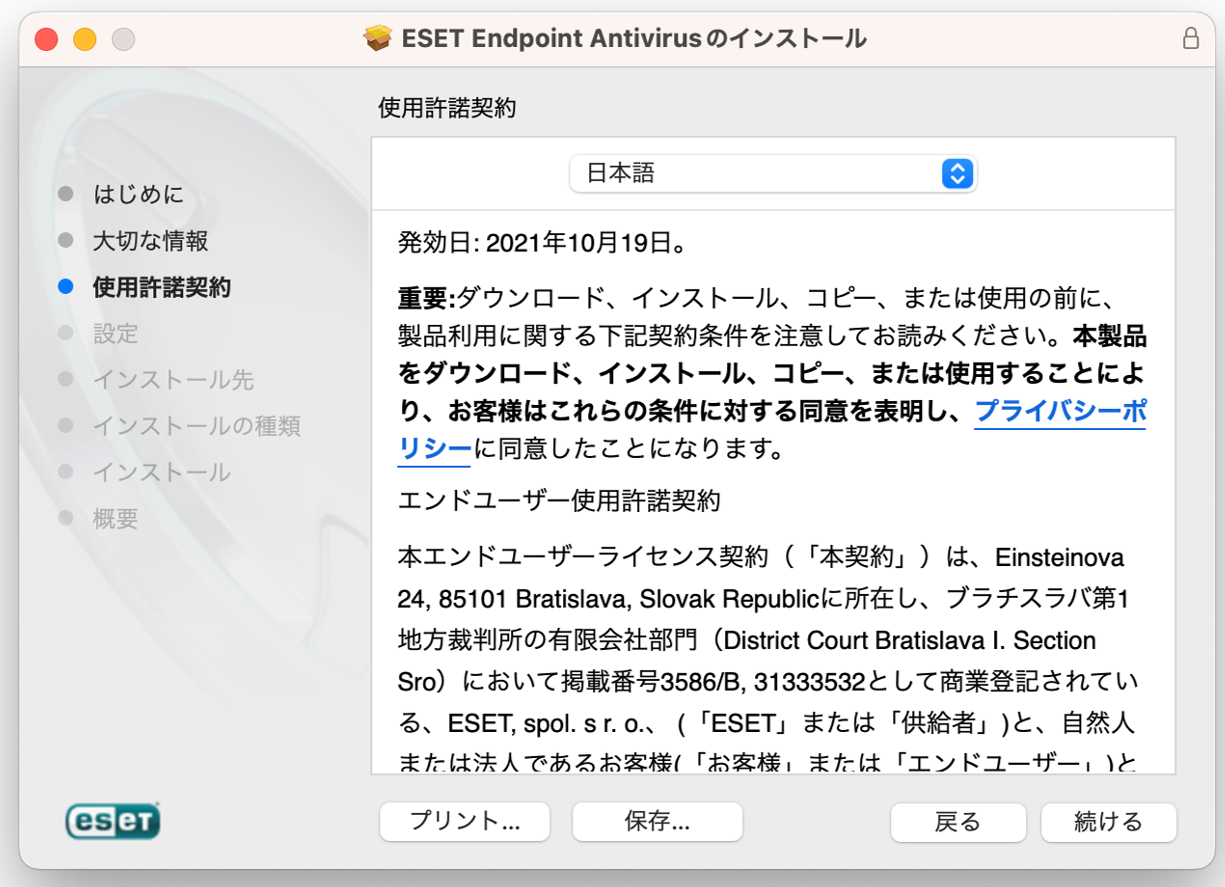 ESET Endpoint Antivirusのインストール
はじめに
大切な情報
使用許諾契約
設定
インストール先
インストールの種類
インストール
概要
eseT
使用許諾契約
日本語
発効日: 2021年10月19日。
重要:ダウンロード、インストール、コピー、または使用の前に、
製品利用に関する下記契約条件を注意してお読みください。本製品
をダウンロード、インストール、コピー、または使用することによ
り、お客様はこれらの条件に対する同意を表明し、プライバシーポ
リシーに同意したことになります。
エンドユーザー使用許諾契約
本エンドユーザーライセンス契約（「本契約」）は、Einsteinova
24, 85101 Bratislava, Slovak Republicに所在し、ブラチスラバ第1
地方裁判所の有限会社部門（District Court Bratislava I. Section
Sro）において掲載番号3586/B, 31333532として商業登記されてい
る、ESET, spol. s r. o.、 (「ESET」または「供給者」)と、自然人
または法人であるお客様(「お客様」または「エンドユーザー」)と
プリント...
保存...
戻る
続ける